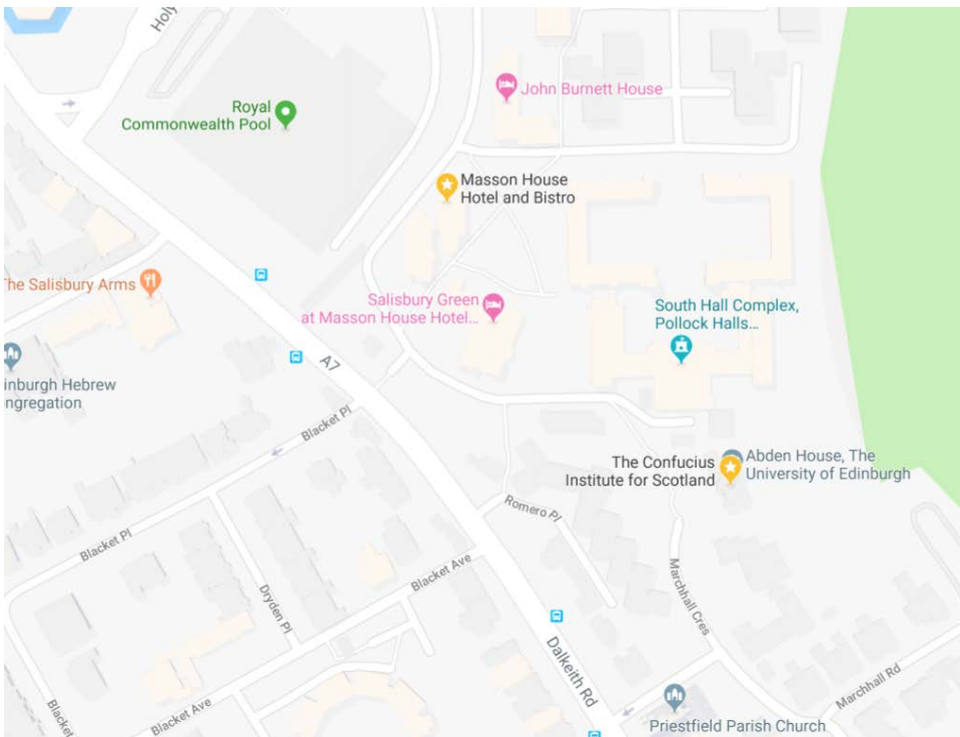 Holy
John Burnett House
Royal
Commonwealth Pool
Masson House
Hotel and Bistro
The Salisbury Arms
Salisbury Green
at Masson House Hotel...
South Hall Complex,
Pollock Halls...
A7
inburgh Hebrew
ngregation
Blacket Pl
The Confucius
Institute for Scotland
Abden House, The
University of Edinburgh
Romero Pl
Blacket Pl
Blacket Ave
Dryden Pl
Marchhall Cres
Dalkeith Rd
Marchhall Rd
Blacket
Blacket Ave
Priestfield Parish Church